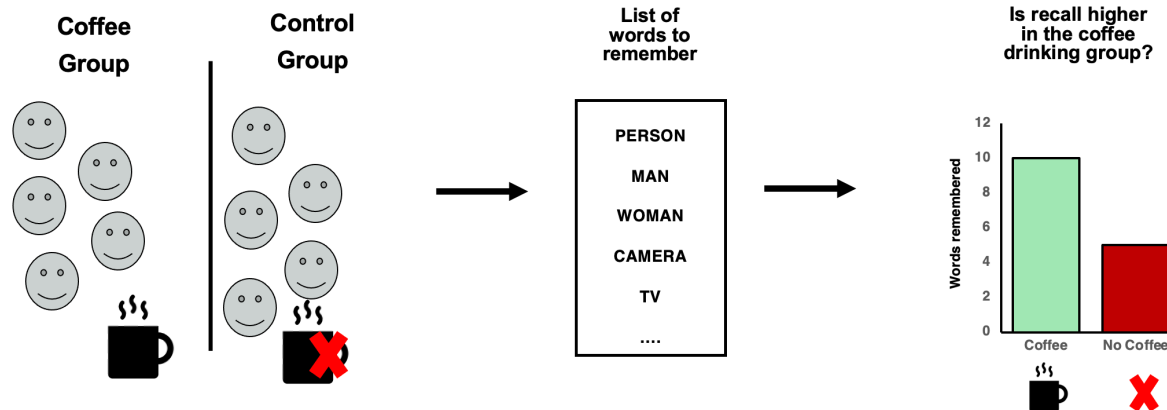 Coffee
Group
Control
Group
List of
words to
remember
PERSON
MAN
WOMAN
CAMERA
TV
....
Is recall higher
in the coffee
drinking group?
Words remembered
12
10
8
6
4
2
0
Coffee
No Coffee